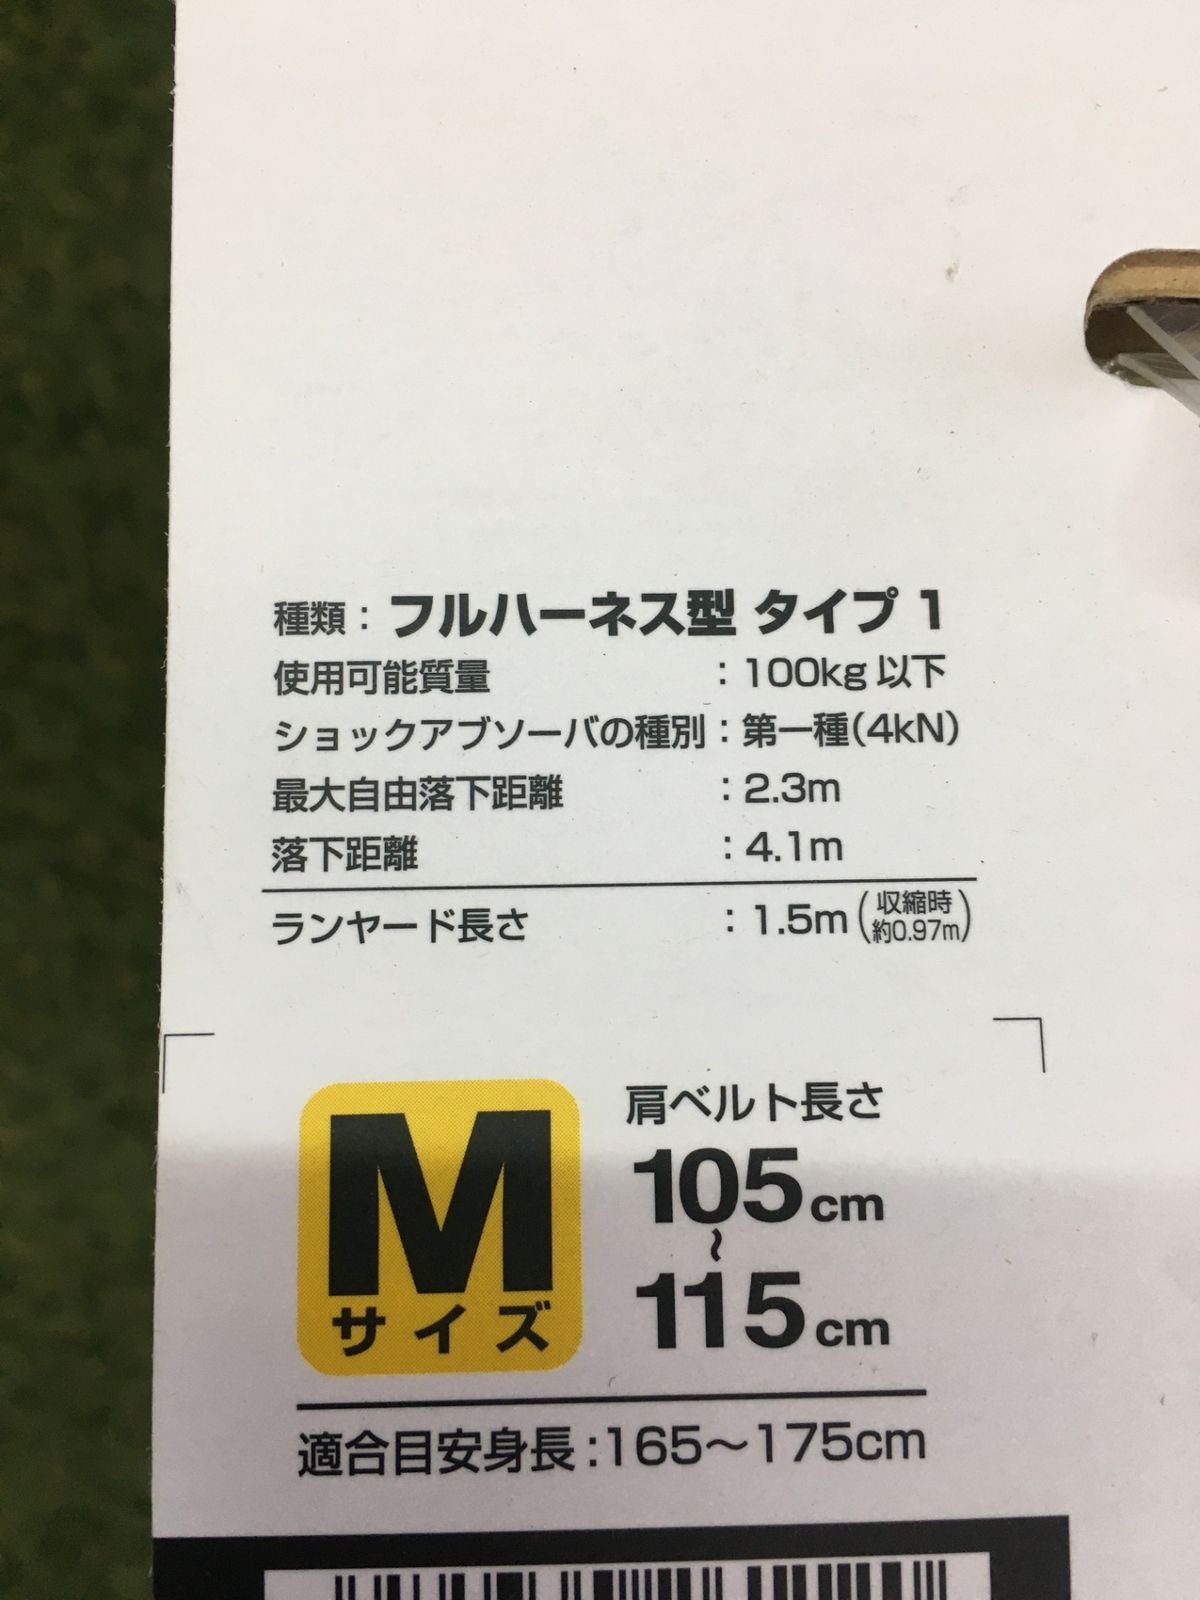 種類：フルハーネス型 タイプ 1
使用可能質量：100kg 以下
ショックアブソーバの種別：第一種(4kN)
最大自由落下距離：2.3m
落下距離：4.1m
ランヤード長さ：1.5m(収縮時約0.97m)
M
サイズ
肩ベルト長さ
105cm
～
115cm
適合目安身長:165～175cm